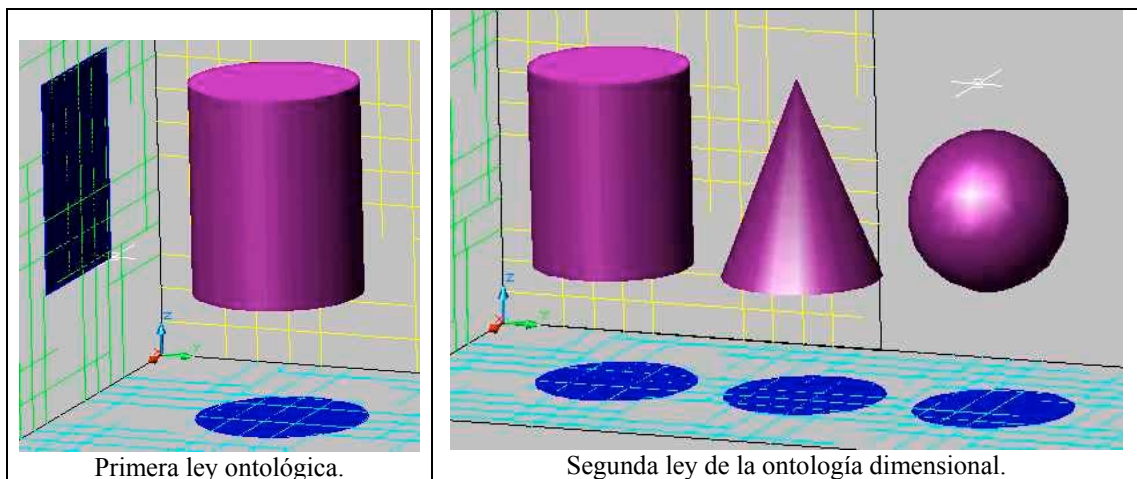 Z
Y
Primera ley ontológica.
Z
Y
Segunda ley de la ontología dimensional.